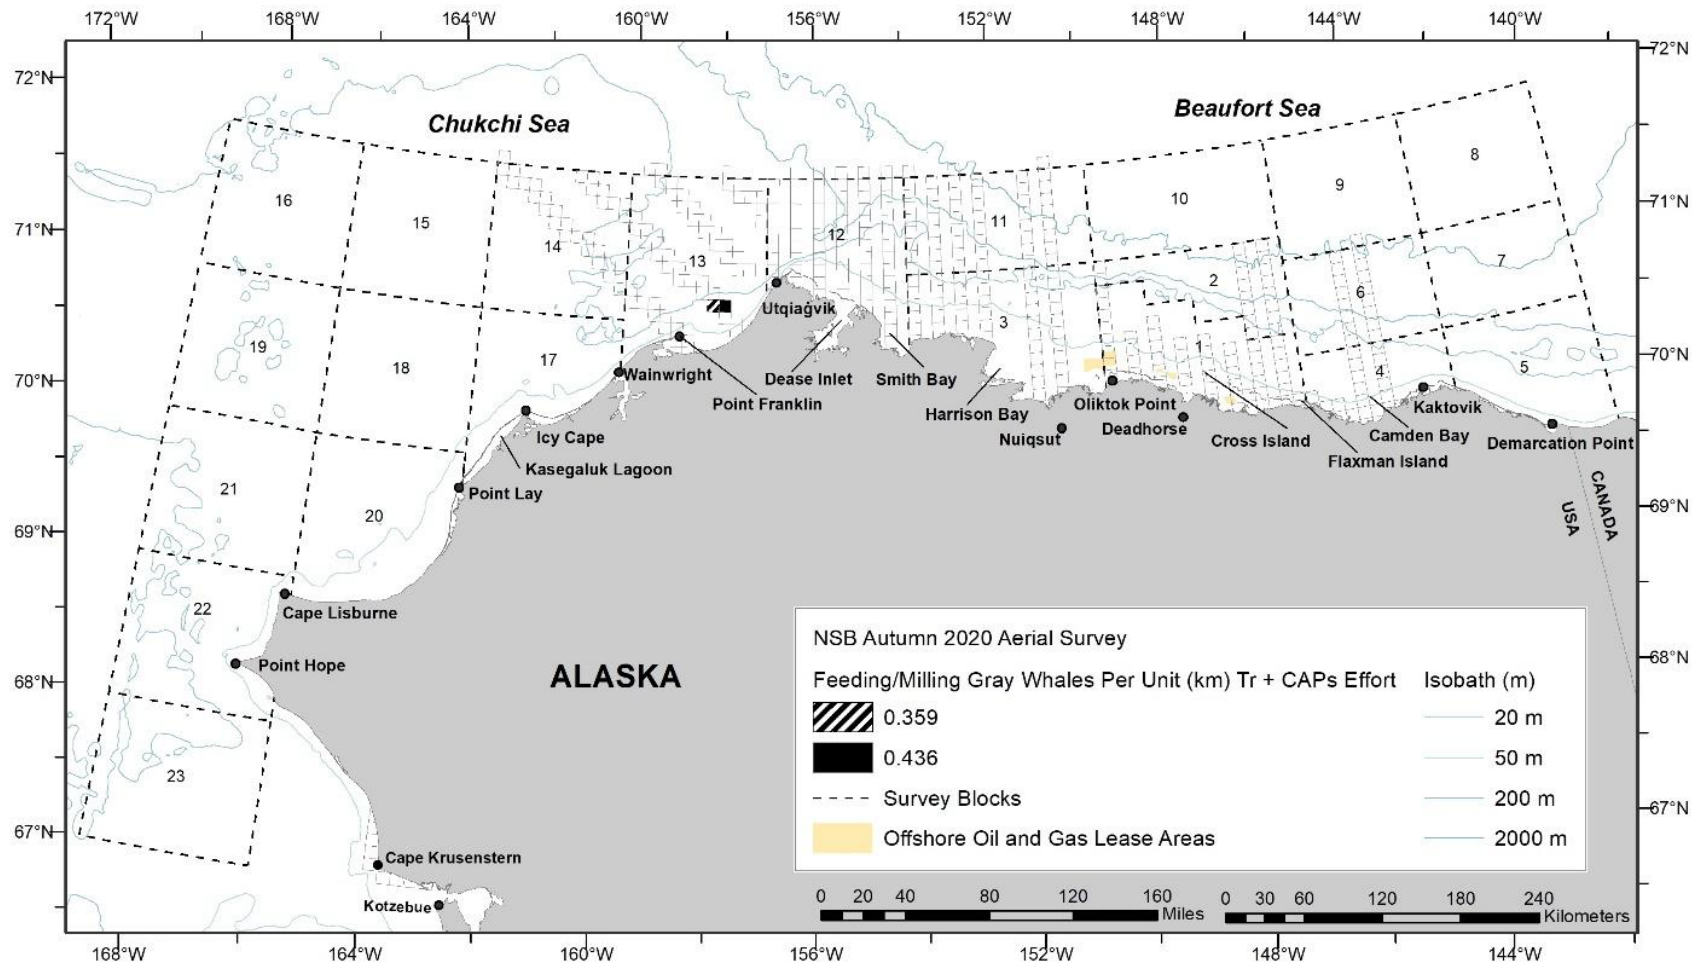 172°W 168°W 164°W 160°W 156°W 152°W 148°W 144°W 140°W
72°N 72°N
Chukchi Sea Beaufort Sea
8
9
16 10
71°N 15 11 71°N
14 12
13 7
2
6
Utqiaġvik
3
19 17 1
70°N 18 Wainwright Dease Inlet Smith Bay 4 5 70°N
Point Franklin Harrison Bay Oliktok Point Kaktovik
Icy Cape Nuiqsut Deadhorse Cross Island Camden Bay Demarcation Point
Kasegaluk Lagoon Flaxman Island
21 Point Lay CANADA
20 USA
69°N 69°N
22 Cape Lisburne
Point Hope
68°N ALASKA 68°N
23
67°N 67°N
Cape Krusenstern
Kotzebue
NSB Autumn 2020 Aerial Survey
Feeding/Milling Gray Whales Per Unit (km) Tr + CAPs Effort
0.359
0.436
Survey Blocks
Offshore Oil and Gas Lease Areas
Isobath (m)
20 m
50 m
200 m
2000 m
0 20 40 80 120 160
Miles
0 30 60 120 180 240
Kilometers
168°W 164°W 160°W 156°W 152°W 148°W 144°W